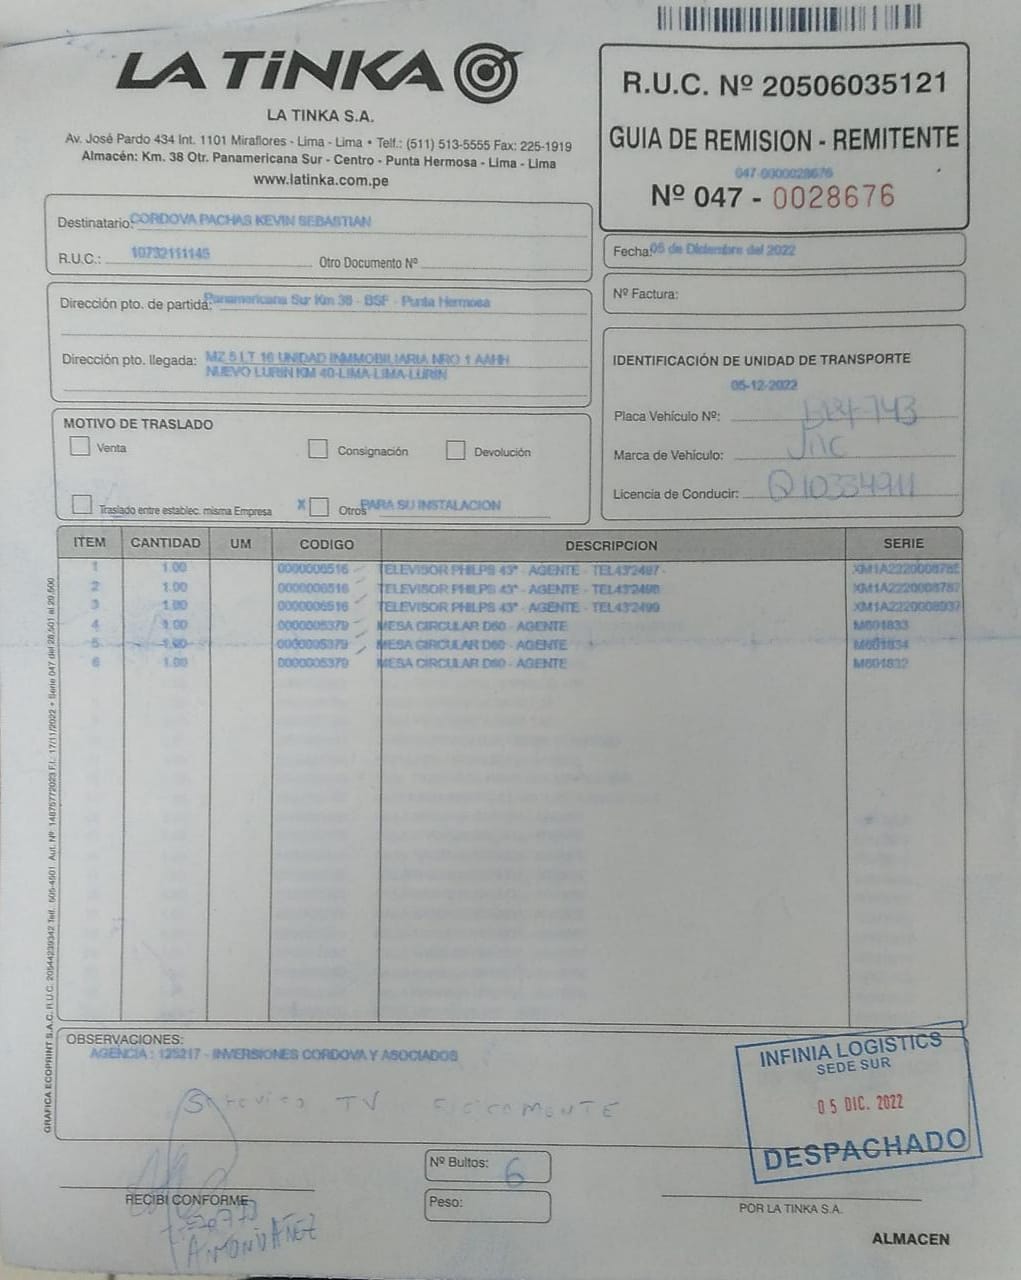 LA TiNKA
LA TINKA S.A.
Av. José Pardo 434 Int. 1101 Miraflores - Lima - Lima • Telf.: (511) 513-5555 Fax: 225-1919
Almacén: Km. 38 Otr. Panamericana Sur - Centro - Punta Hermosa - Lima - Lima
www.latinka.com.pe
R.U.C. Nº 20506035121
GUIA DE REMISION - REMITENTE
047-0000028676
Nº 047 - 0028676
Destinatario: CORDOVA PACHAS KEVIN SEBASTIAN
R.U.C.: 10732111145 Otro Documento Nº
Fecha: 05 de Diciembre del 2022
Nº Factura:
Dirección pto. de partida: Panamericana Sur Km 38 - BSF - Punta Hermosa
Dirección pto. llegada: MZ 5 LT 16 UNIDAD INMMOBILIARIA NRO 1 AAHH
NUEVO LURIN KM 40-LIMA-LIMA-LURIN
IDENTIFICACIÓN DE UNIDAD DE TRANSPORTE
05-12-2022
Placa Vehículo Nº:
Marca de Vehículo: JAC
Licencia de Conducir: Q10334911
MOTIVO DE TRASLADO
Venta Consignación Devolución
Traslado entre establec. misma Empresa X Otros PARA SU INSTALACION
ITEM CANTIDAD UM CODIGO DESCRIPCION SERIE
1 1.00 0000006516 TELEVISOR PHILPS 43" - AGENTE - TEL432497
2 1.00 0000006516 TELEVISOR PHILPS 43" - AGENTE - TEL432498
3 1.00 0000006516 TELEVISOR PHILPS 43" - AGENTE - TEL432499
4 1.00 0000005379 MESA CIRCULAR D60 - AGENTE M601833
5 1.00 0000005379 MESA CIRCULAR D60 - AGENTE M601834
6 1.00 0000005379 MESA CIRCULAR D60 - AGENTE M601832
OBSERVACIONES:
AGENCIA : 125217 - INVERSIONES CORDOVA Y ASOCIADOS
TV
INFINIA LOGISTICS
SEDE SUR
05 DIC. 2022
DESPACHADO
Nº Bultos: 6
Peso:
RECIBI CONFORME
POR LA TINKA S.A.
ALMACEN
GRAFICA ECOPRINT S.A.C. R.U.C. 20544239342 Telf.: 505-4501 Aut. Nº: 14875772023 F.I.: 17/11/2022 • Serie 047 del 28,501 al 29,500